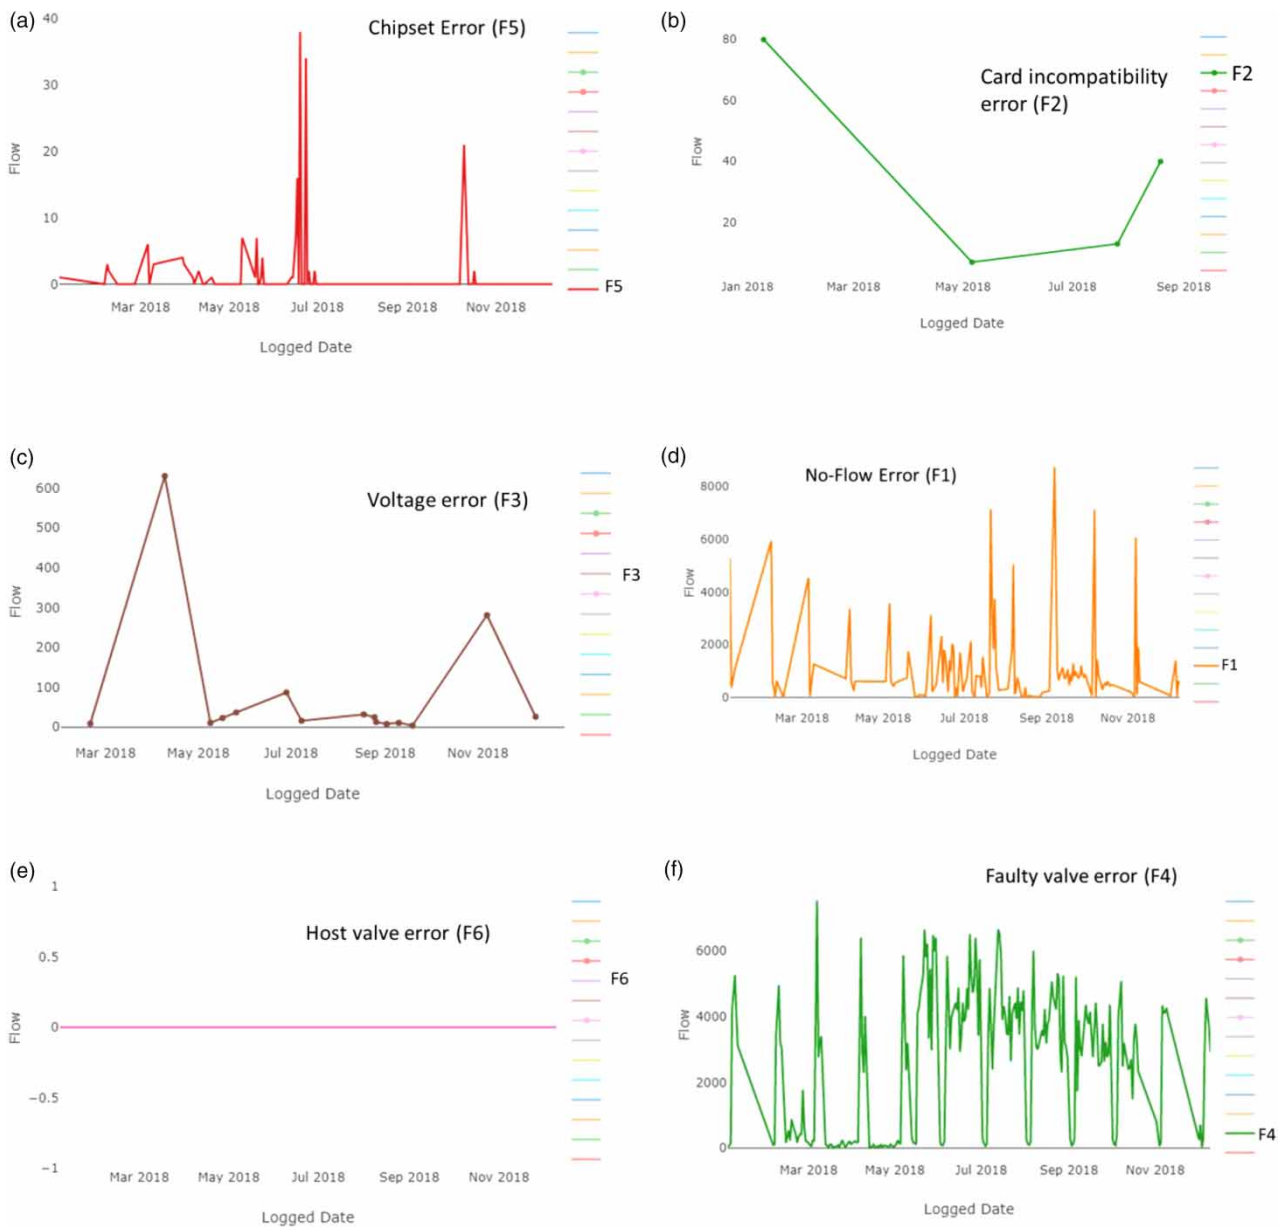 (a)
Chipset Error (F5)
40
30
20
10
0
Flow
Mar 2018 May 2018 Jul 2018 Sep 2018 Nov 2018
Logged Date
F5
(b)
Card incompatibility
error (F2)
80
60
40
20
Flow
Jan 2018 Mar 2018 May 2018 Jul 2018 Sep 2018
Logged Date
F2
(c)
Voltage error (F3)
600
500
400
300
200
100
0
Flow
Mar 2018 May 2018 Jul 2018 Sep 2018 Nov 2018
Logged Date
F3
(d)
No-Flow Error (F1)
8000
6000
4000
2000
0
Flow
Mar 2018 May 2018 Jul 2018 Sep 2018 Nov 2018
Logged Date
F1
(e)
Host valve error (F6)
1
0.5
0
−0.5
−1
Flow
Mar 2018 May 2018 Jul 2018 Sep 2018 Nov 2018
Logged Date
F6
(f)
Faulty valve error (F4)
6000
4000
2000
0
Flow
Mar 2018 May 2018 Jul 2018 Sep 2018 Nov 2018
Logged Date
F4